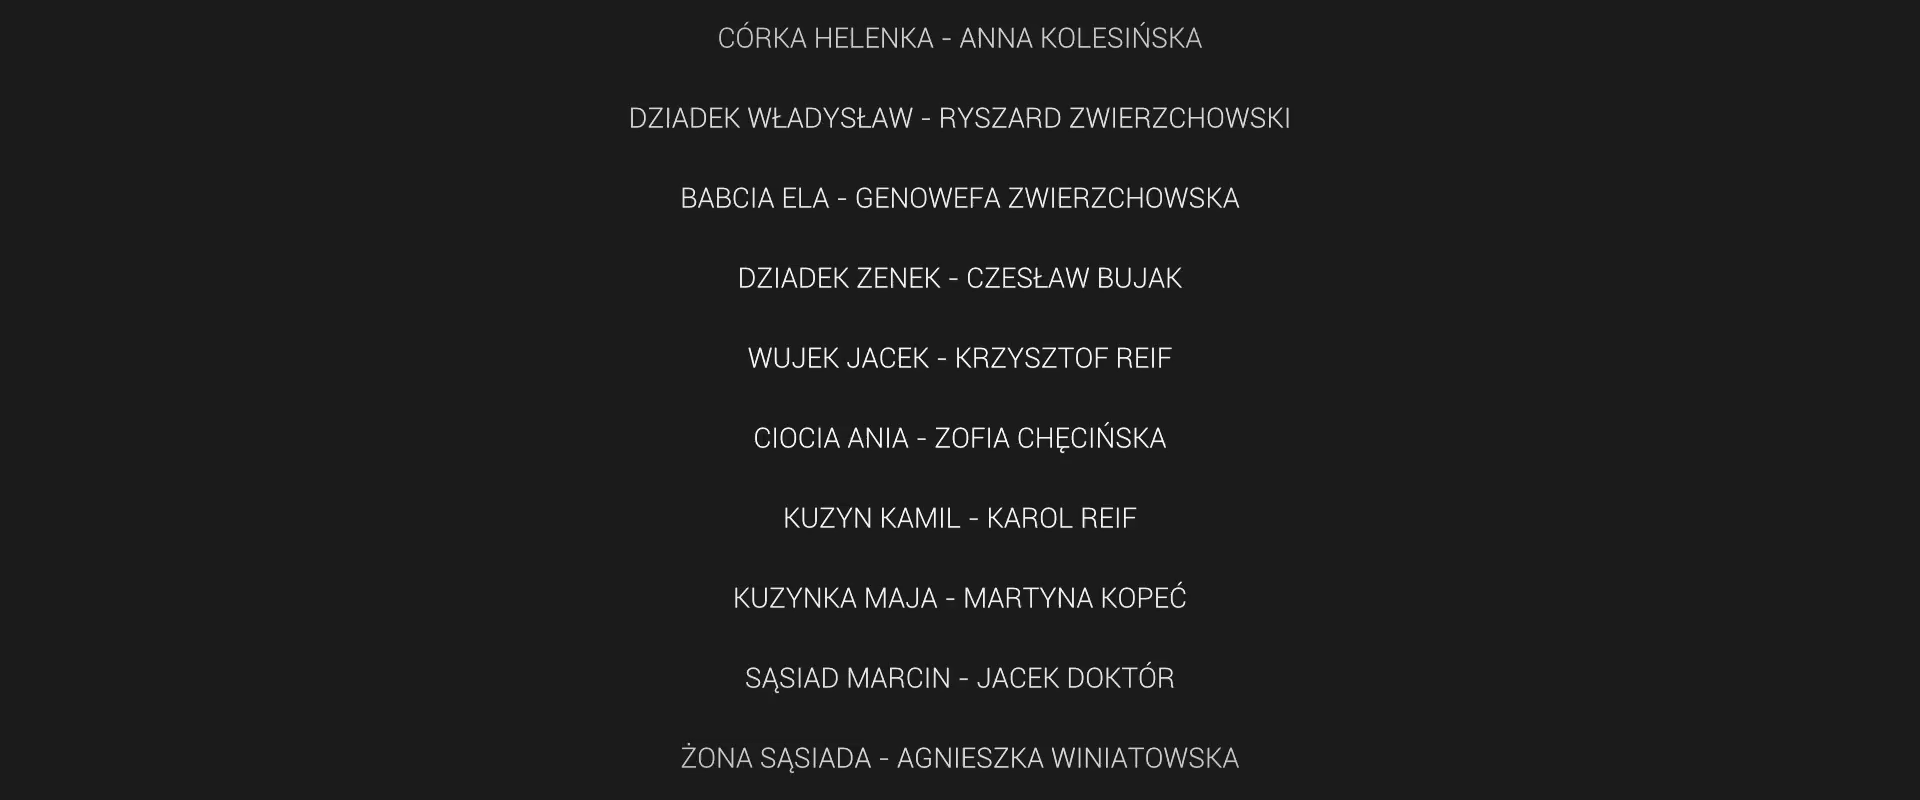 CÓRKA HELENKA - ANNA KOLESIŃSKA
DZIADEK WŁADYSŁAW - RYSZARD ZWIERZCHOWSKI
BABCIA ELA - GENOWEFA ZWIERZCHOWSKA
DZIADEK ZENEK - CZESŁAW BUJAK
WUJEK JACEK - KRZYSZTOF REIF
CIOCIA ANIA - ZOFIA CHĘCIŃSKA
KUZYN KAMIL - KAROL REIF
KUZYNKA MAJA - MARTYNA KOPEĆ
SĄSIAD MARCIN - JACEK DOKTÓR
ŻONA SĄSIADA - AGNIESZKA WINIATOWSKA